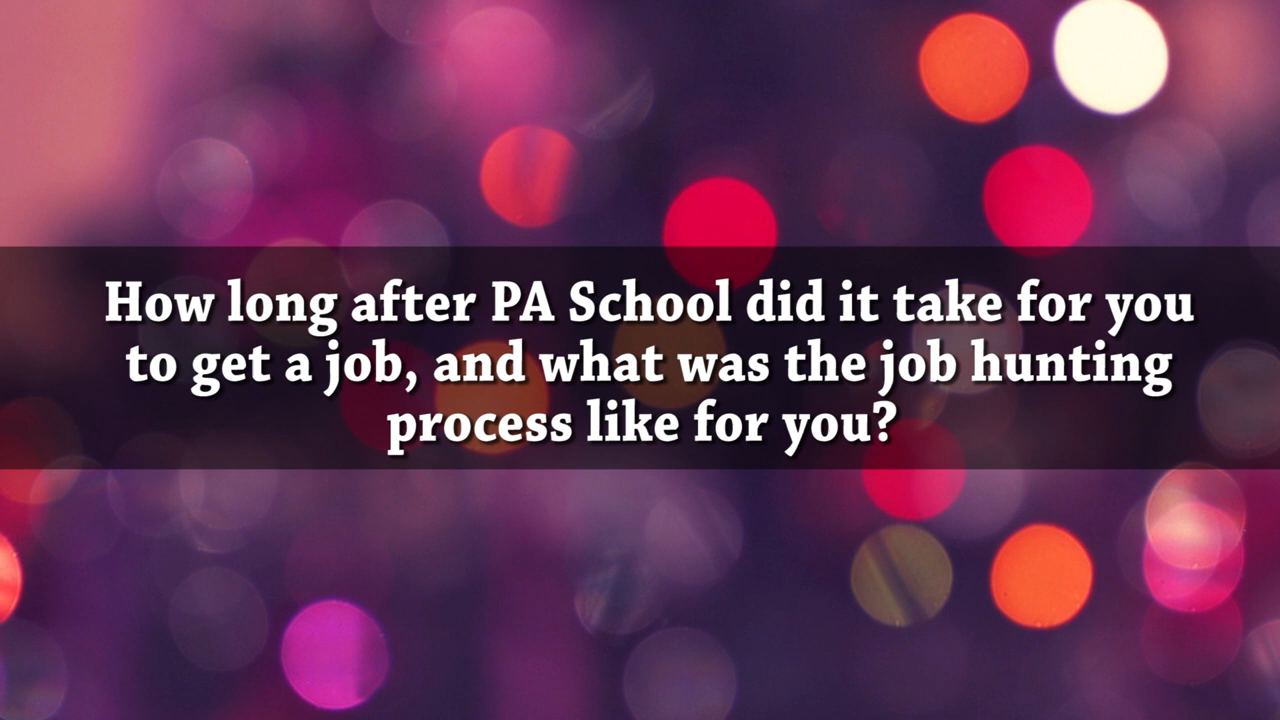 How long after PA School did it take for you
to get a job, and what was the job hunting
process like for you?